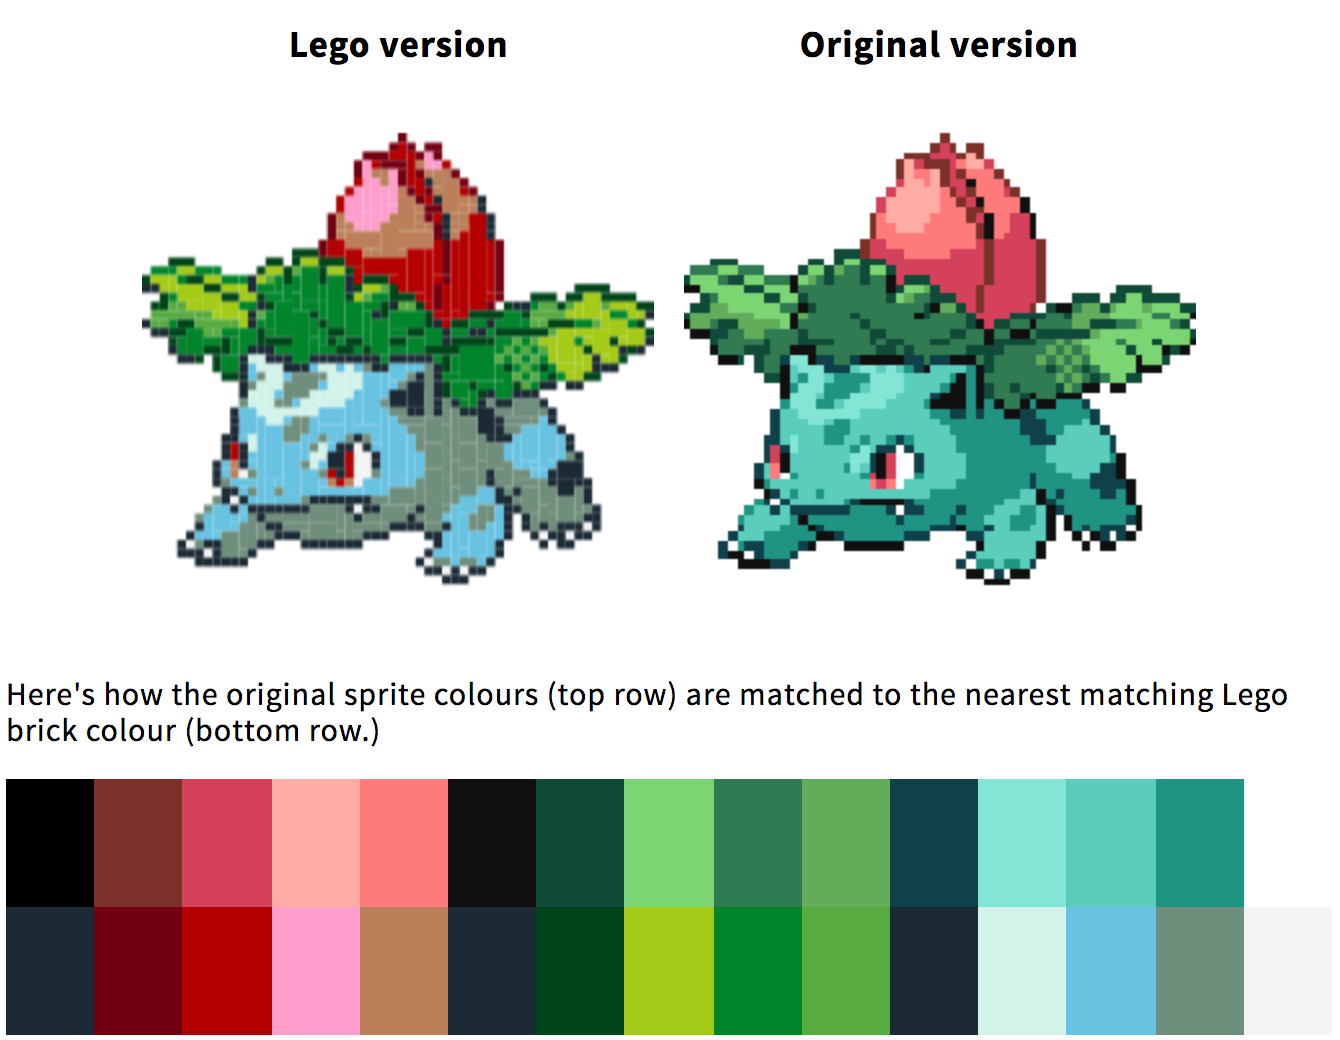 Lego version
Original version
Here's how the original sprite colours (top row) are matched to the nearest matching Lego
brick colour (bottom row.)